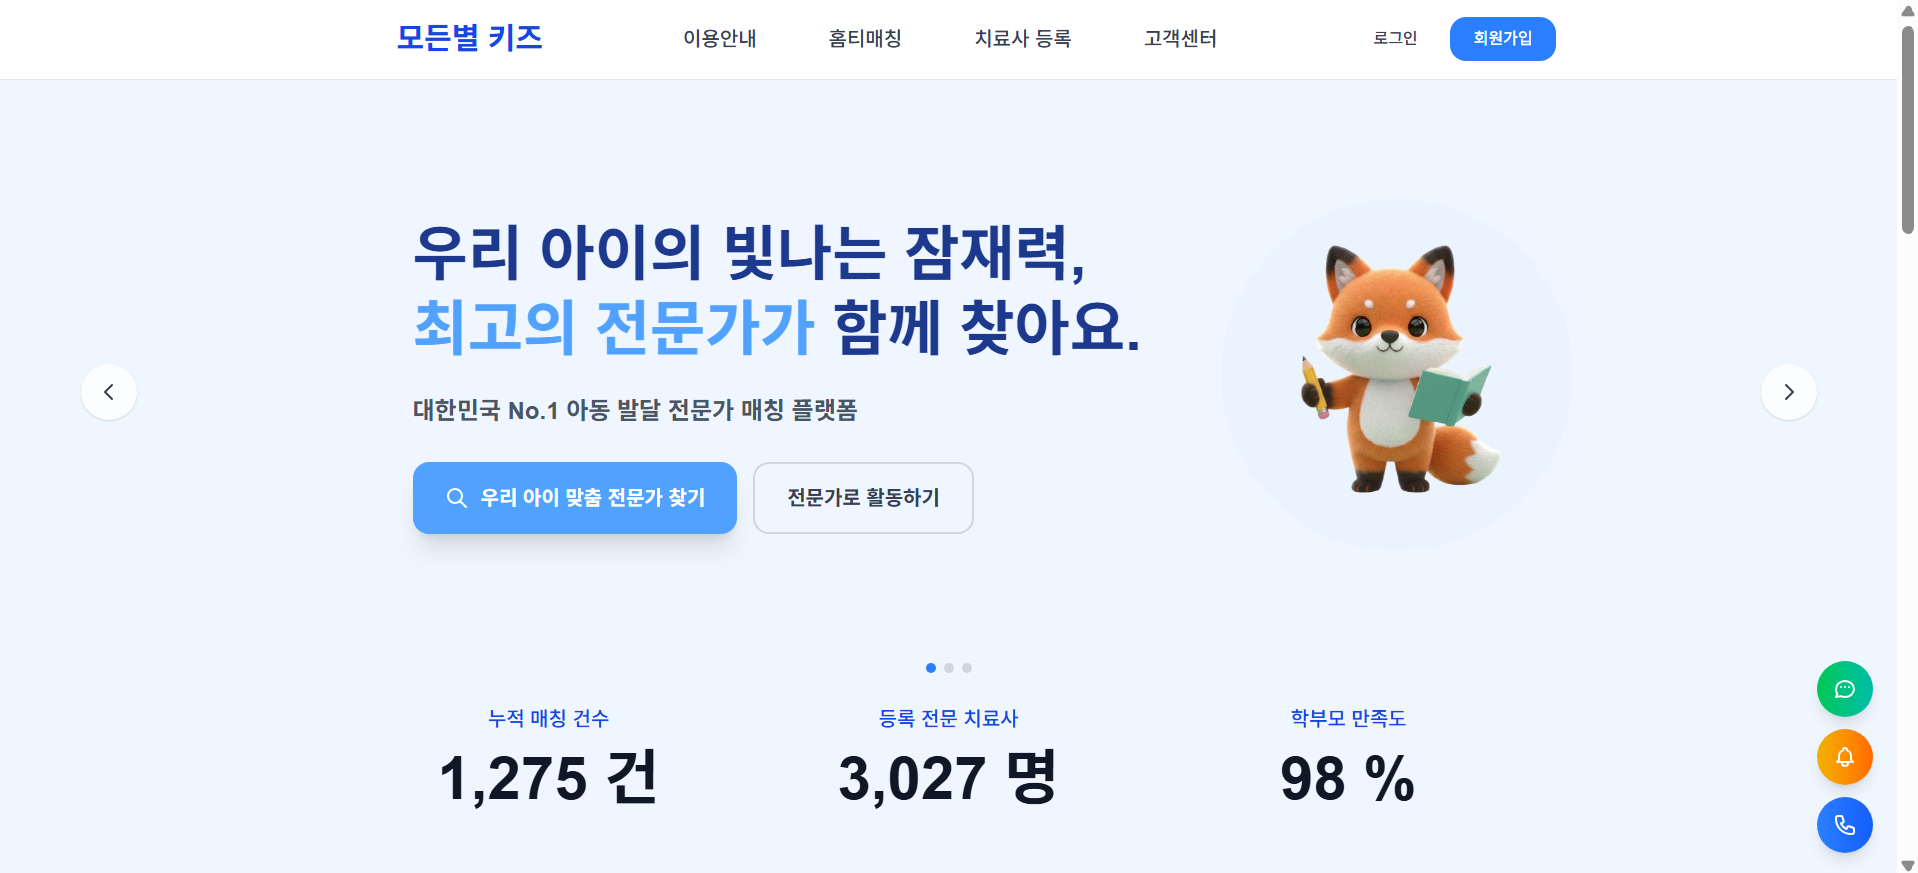 모든별 키즈
이용안내
홈티매칭
치료사 등록
고객센터
로그인
회원가입
우리 아이의 빛나는 잠재력,
최고의 전문가가 함께 찾아요.
대한민국 No.1 아동 발달 전문가 매칭 플랫폼
우리 아이 맞춤 전문가 찾기
전문가로 활동하기
누적 매칭 건수
1,275 건
등록 전문 치료사
3,027 명
학부모 만족도
98 %